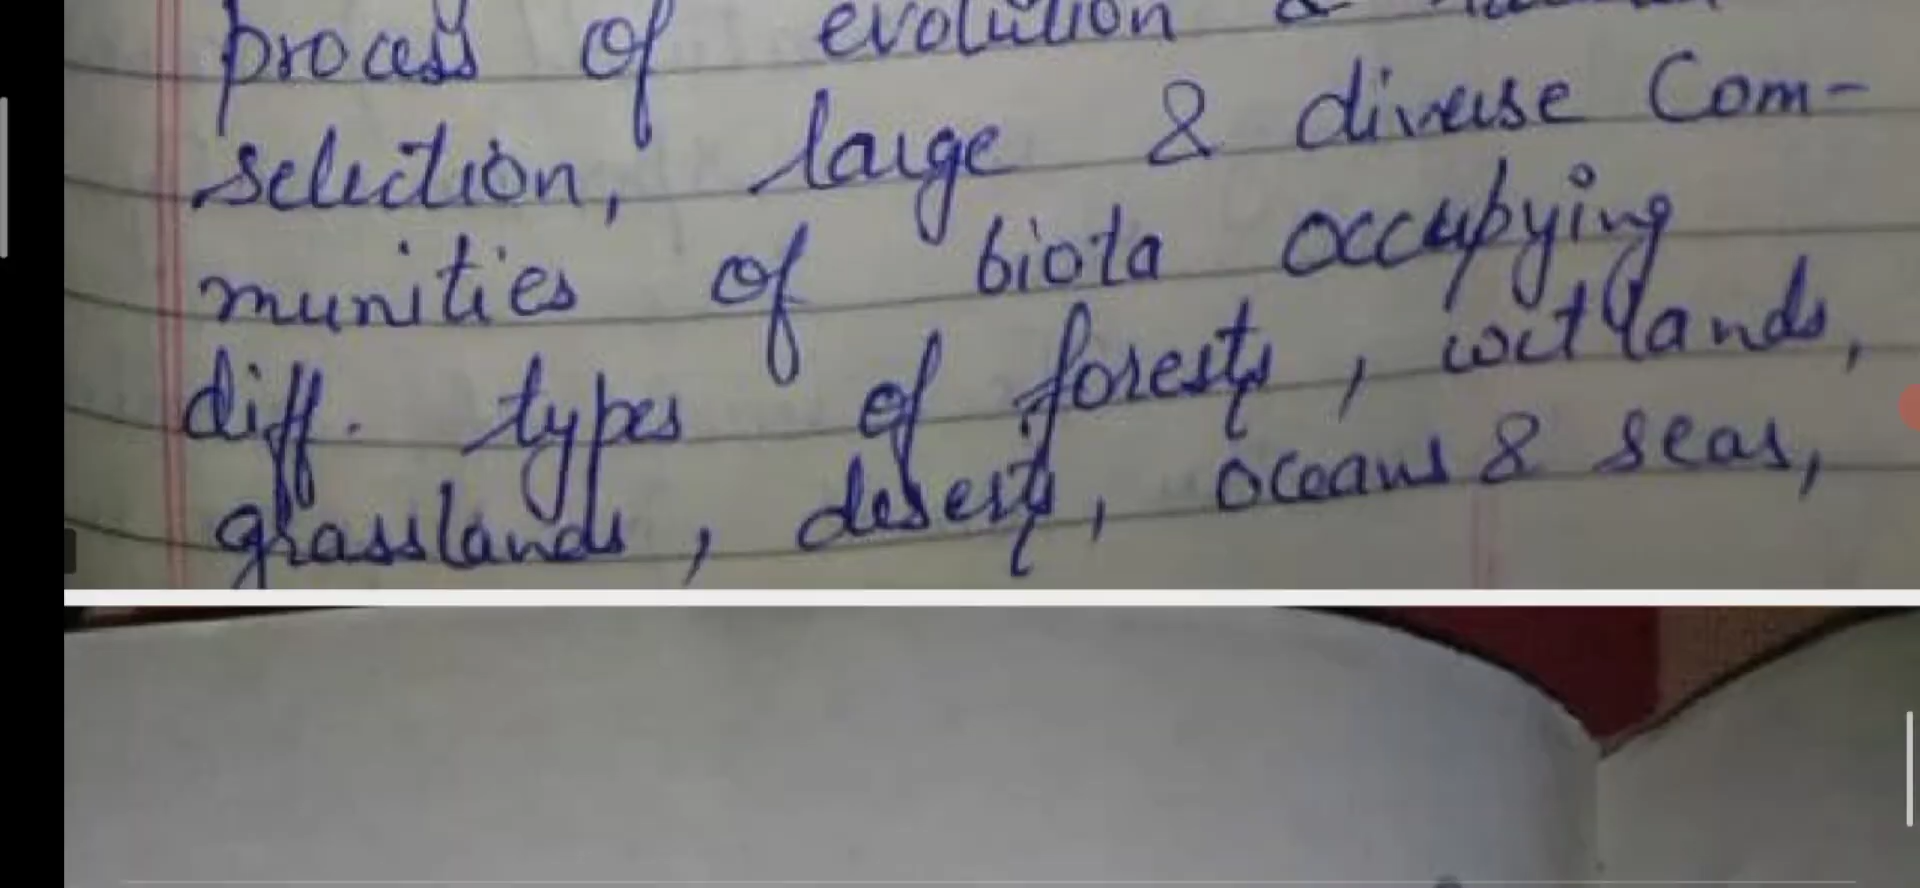 process of evolution &
selection, large & diverse Com-
munities of biota occupying
diff. types of forests, wetlands,
grasslands, deserts, oceans & seas,